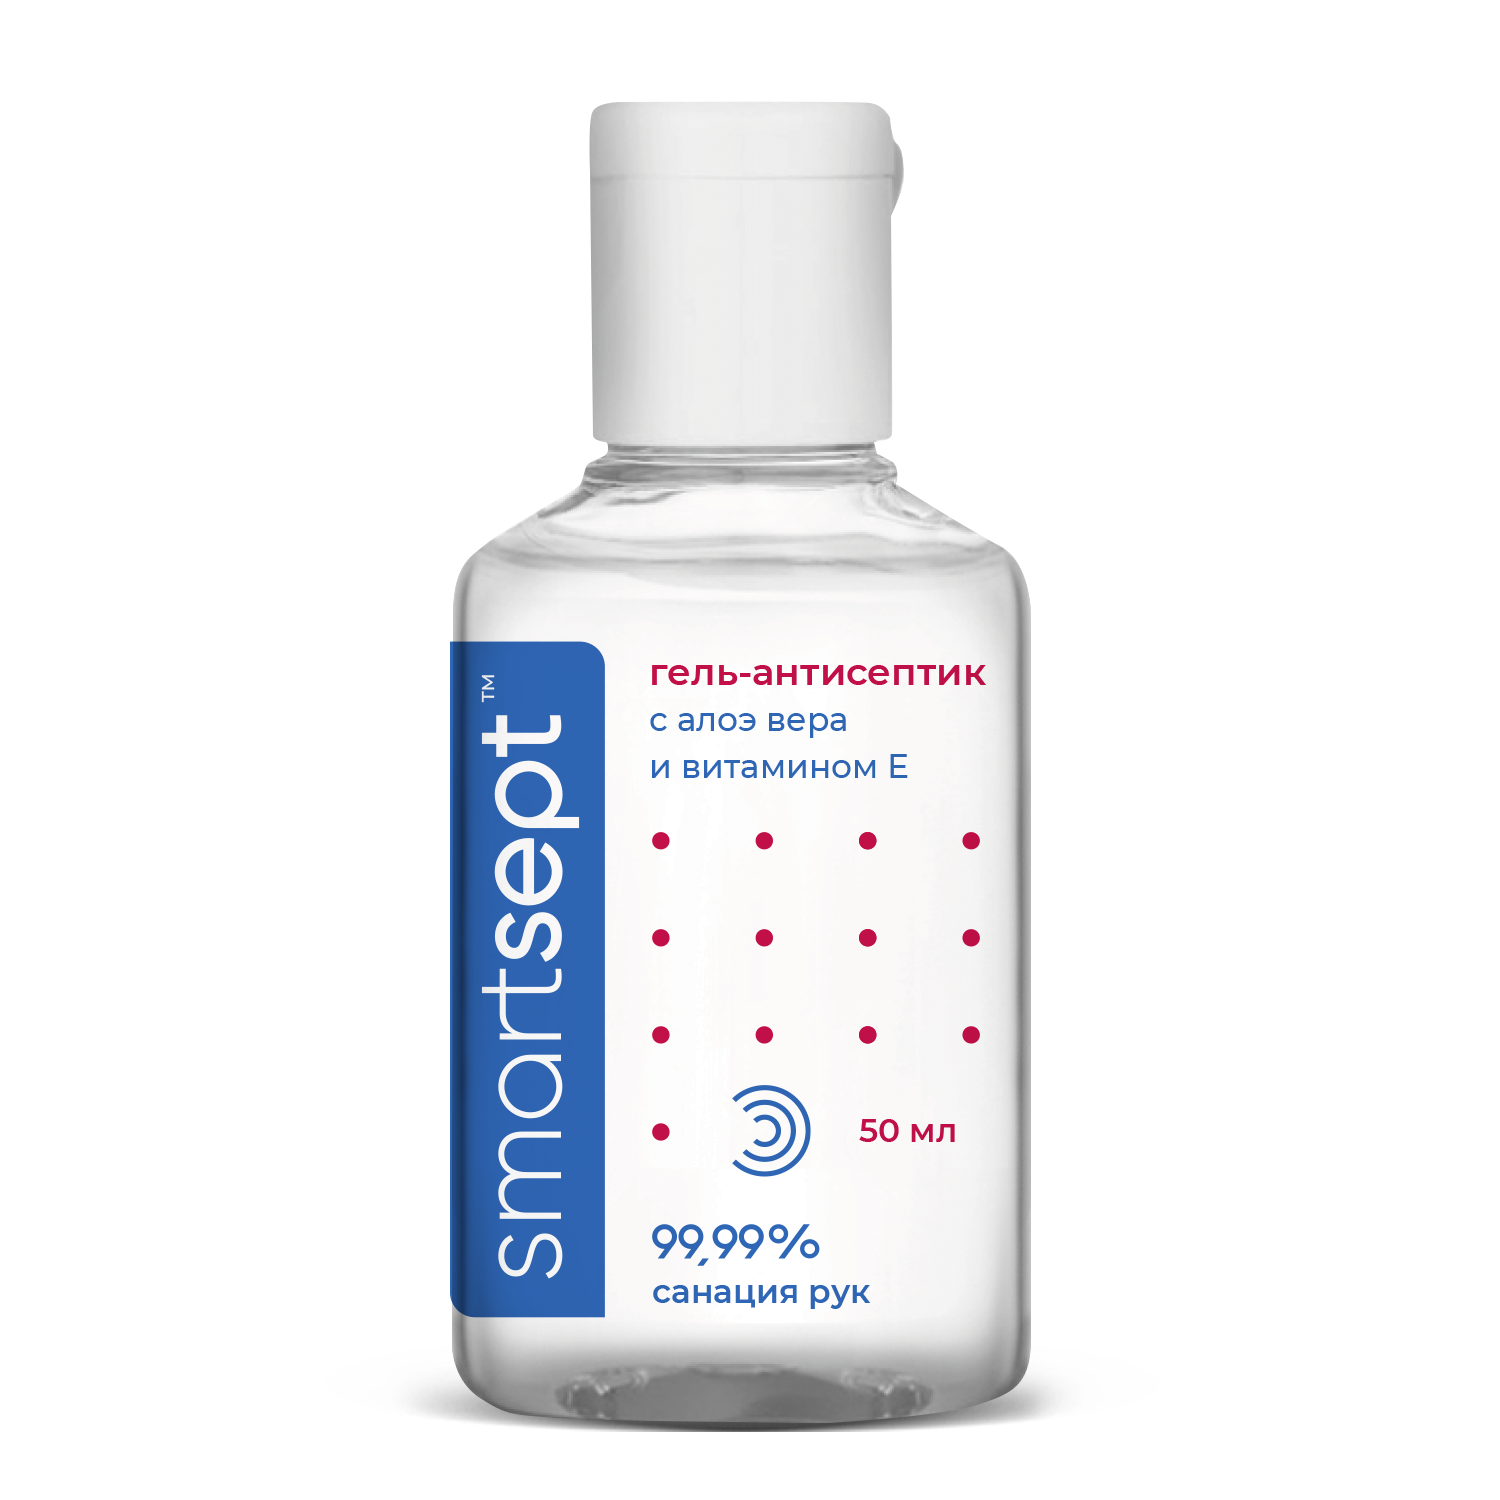 smartsept™
гель-антисептик
с алоэ вера
и витамином Е
50 мл
99,99%
санация рук